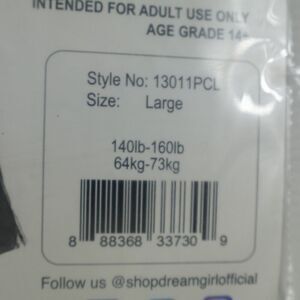 INTENDED FOR ADULT USE ONLY
AGE GRADE 14+
Style No: 13011PCL
Size: Large
140lb-160lb
64kg-73kg
8 88368 33730 9
Follow us @shopdreamgirlofficial